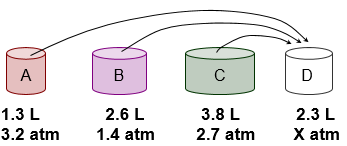 A B C D
1.3 L 2.6 L 3.8 L 2.3 L
3.2 atm 1.4 atm 2.7 atm X atm